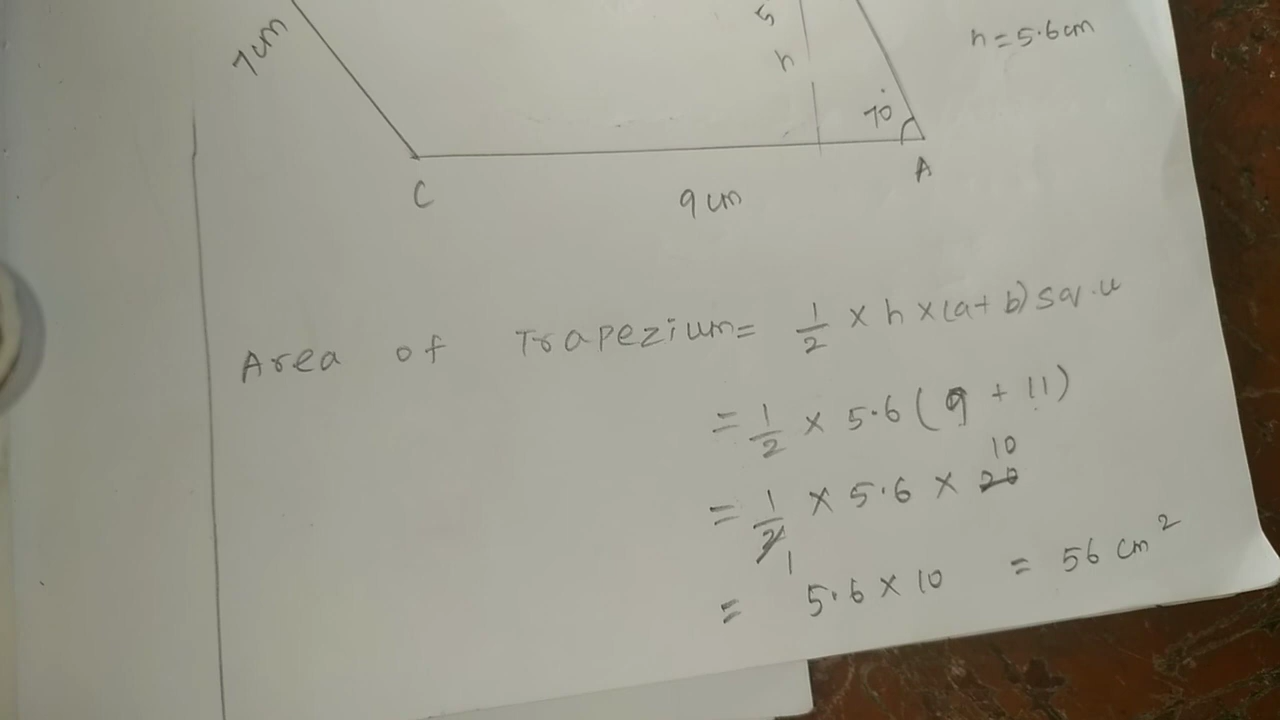 7cm
5
h
h=5.6cm
70°
C
9cm
A
Area of Trapezium= 1/2 × h ×(a+b) sq.u
= 1/2 × 5.6 ( 9 + 11)
10
= 1/2 × 5.6 × 20
1
= 5.6 × 10 = 56 cm²